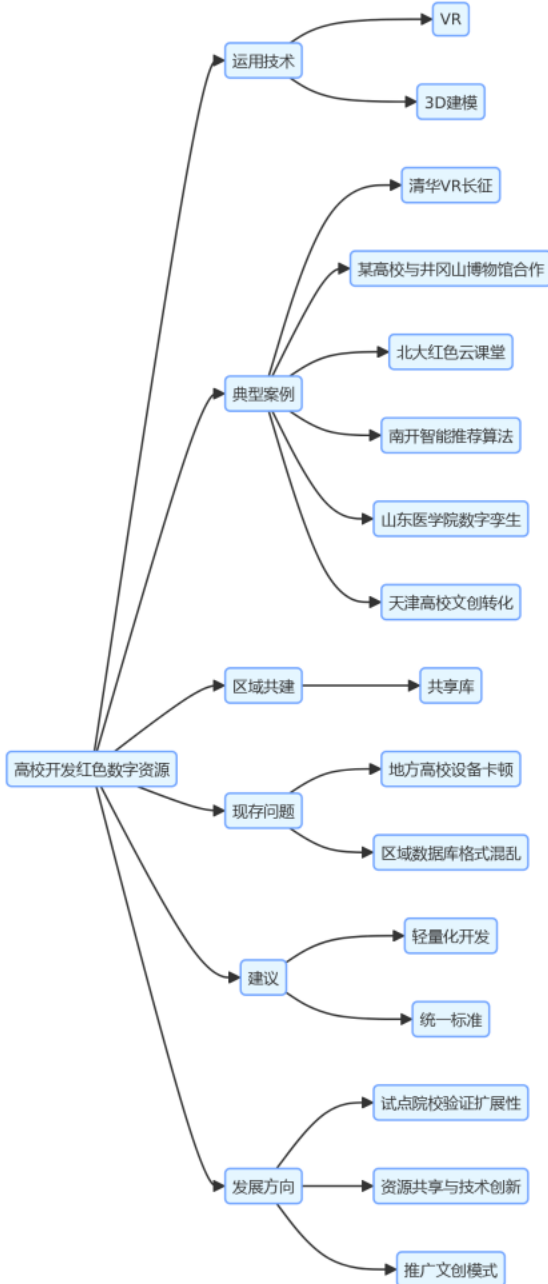 VR
运用技术
3D建模
清华VR长征
某高校与井冈山博物馆合作
北大红色云课堂
典型案例
南开智能推荐算法
山东医学院数字孪生
天津高校文创转化
区域共建
共享库
高校开发红色数字资源
地方高校设备卡顿
现存问题
区域数据库格式混乱
轻量化开发
建议
统一标准
试点院校验证扩展性
发展方向
资源共享与技术创新
推广文创模式